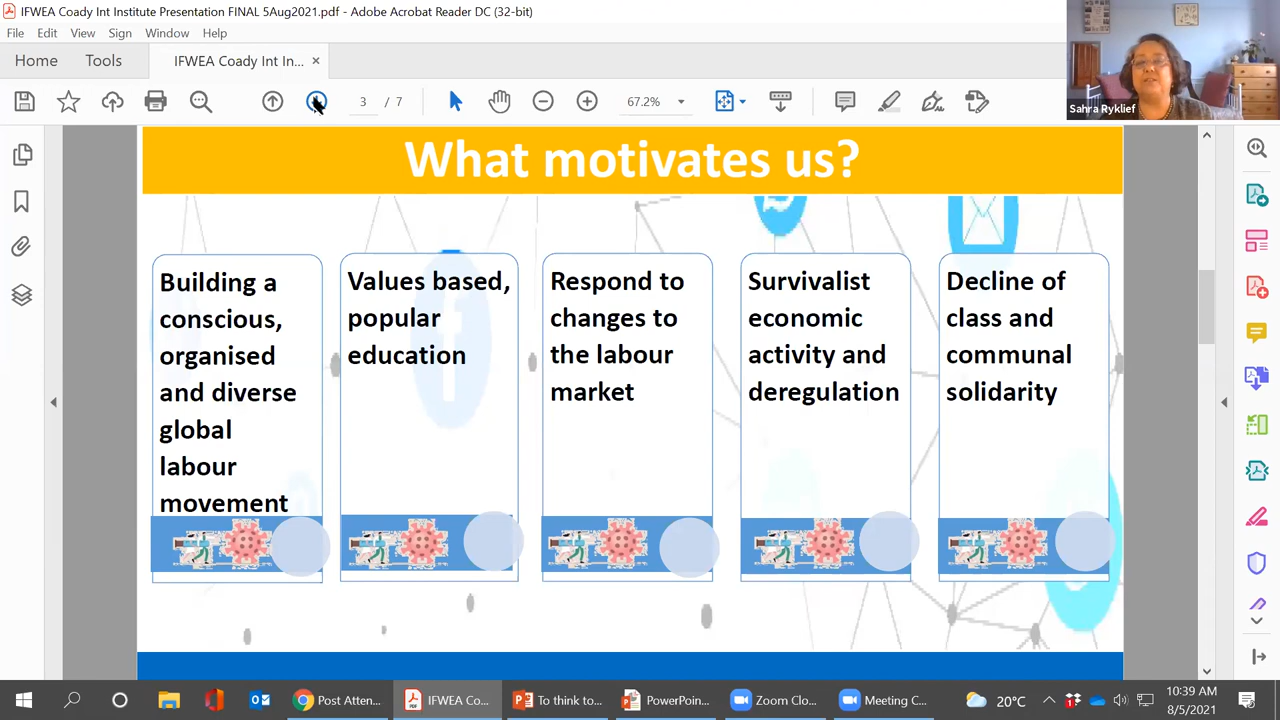 IFWEA Coady Int Institute Presentation FINAL 5Aug2021.pdf - Adobe Acrobat Reader DC (32-bit)
File Edit View Sign Window Help
Home Tools IFWEA Coady Int In... ×
3 / 7 67.2%
Sahra Ryklief
What motivates us?
Building a
conscious,
organised
and diverse
global
labour
movement
Values based,
popular
education
Respond to
changes to
the labour
market
Survivalist
economic
activity and
deregulation
Decline of
class and
communal
solidarity
Post Atten... IFWEA Co... To think to... PowerPoin... Zoom Clo... Meeting C... 20°C 10:39 AM
8/5/2021